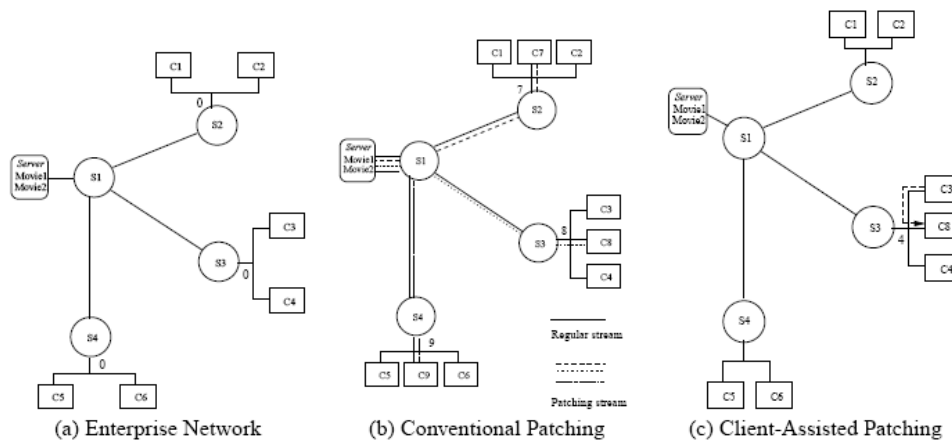 C1
C2
0
S2
Server
Movie1
Movie2
S1
C3
S3
0
C4
S4
0
C5
C6
(a) Enterprise Network
C1
C7
C2
7
S2
Server
Movie1
Movie2
S1
C3
8
S3
C8
C4
S4
9
C5
C9
C6
Regular stream
Patching stream
(b) Conventional Patching
C1
C2
S2
Server
Movie1
Movie2
S1
C3
S3
C8
4
C4
S4
C5
C6
(c) Client-Assisted Patching